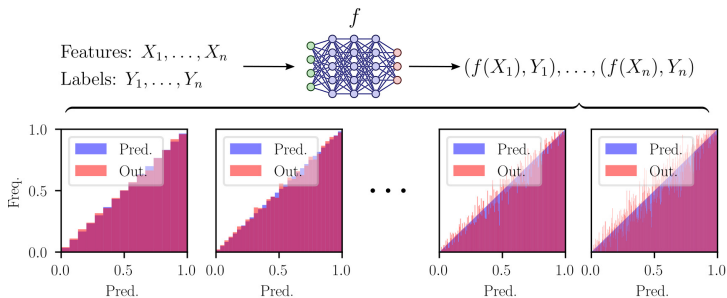 f
Features: X₁, . . . , Xₙ
Labels: Y₁, . . . , Yₙ
(f(X₁), Y₁), . . . , (f(Xₙ), Yₙ)
Freq.
1.0
0.5
0.0
Pred.
Out.
0.0 0.5 1.0
Pred.
Pred.
Out.
0.0 0.5 1.0
Pred.
• • •
Pred.
Out.
0.0 0.5 1.0
Pred.
Pred.
Out.
0.0 0.5 1.0
Pred.